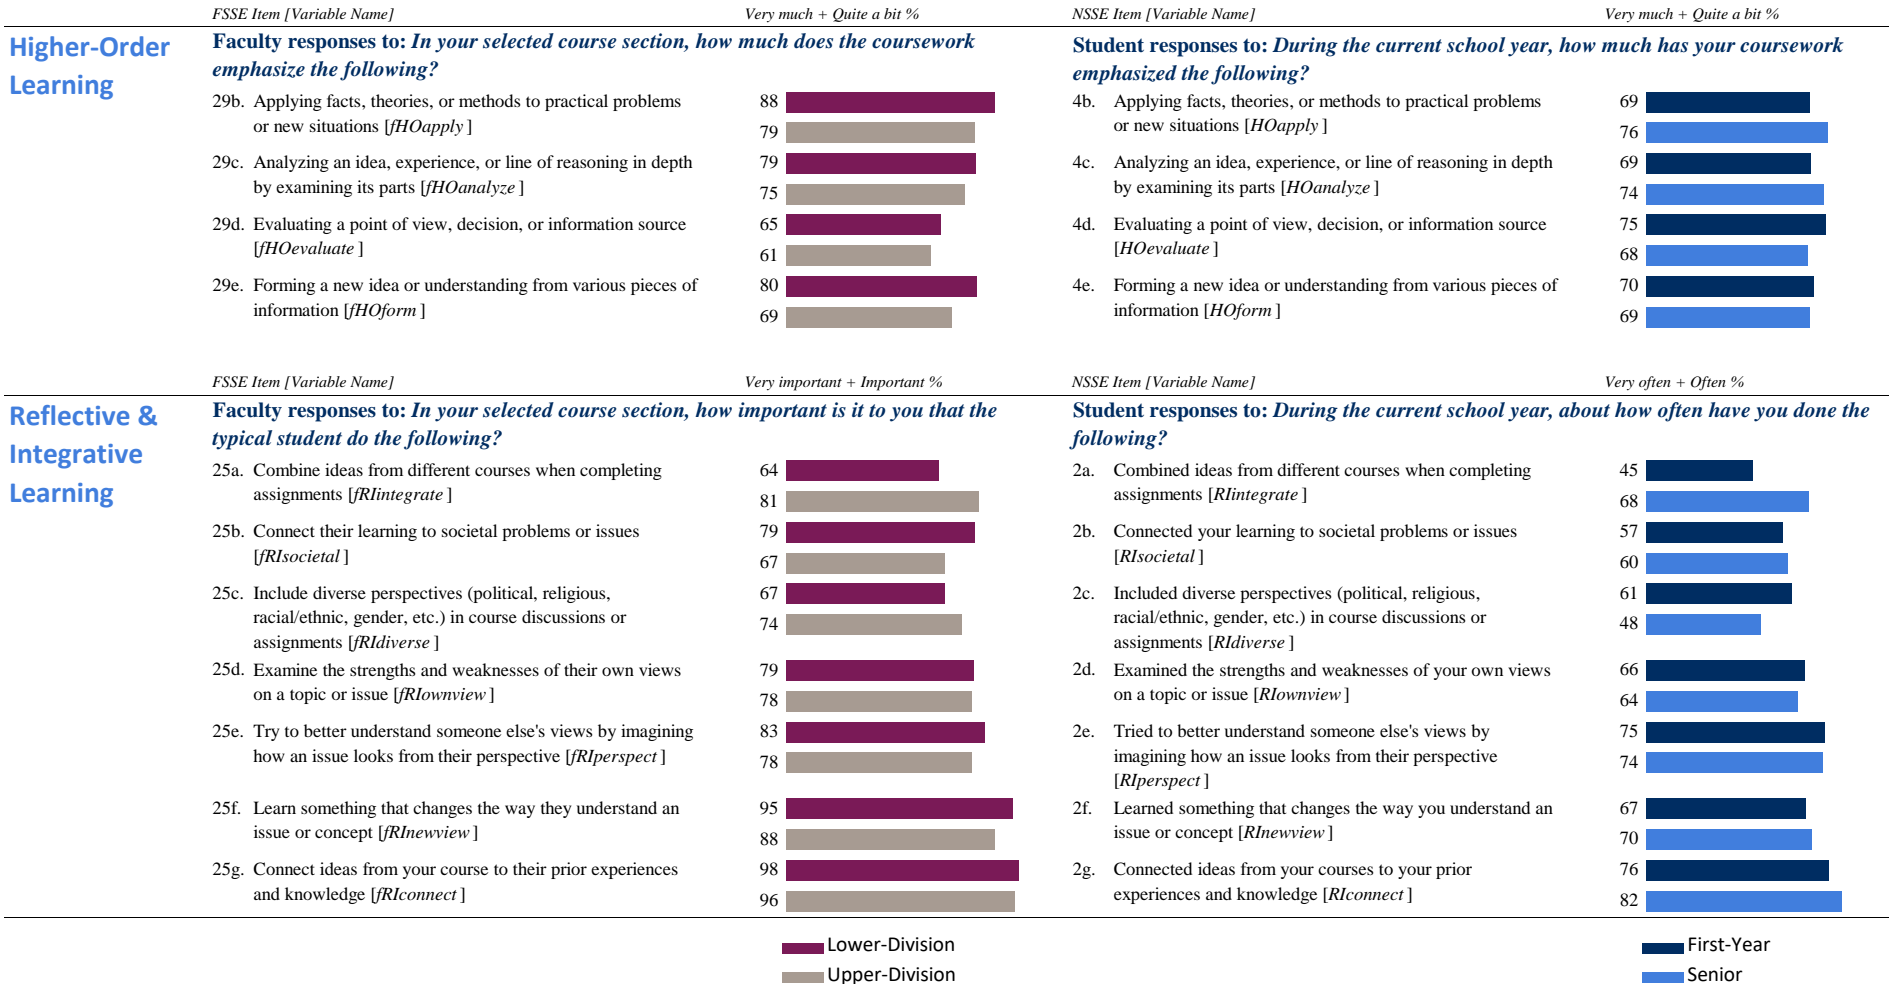 FSSE Item [Variable Name]
Very much + Quite a bit %
NSSE Item [Variable Name]
Very much + Quite a bit %
Higher-Order
Learning
Faculty responses to: In your selected course section, how much does the coursework
emphasize the following?
Student responses to: During the current school year, how much has your coursework
emphasized the following?
29b. Applying facts, theories, or methods to practical problems
or new situations [fHOapply ]
88
79
4b. Applying facts, theories, or methods to practical problems
or new situations [HOapply ]
69
76
29c. Analyzing an idea, experience, or line of reasoning in depth
by examining its parts [fHOanalyze ]
79
75
4c. Analyzing an idea, experience, or line of reasoning in depth
by examining its parts [HOanalyze ]
69
74
29d. Evaluating a point of view, decision, or information source
[fHOevaluate ]
65
61
4d. Evaluating a point of view, decision, or information source
[HOevaluate ]
75
68
29e. Forming a new idea or understanding from various pieces of
information [fHOform ]
80
69
4e. Forming a new idea or understanding from various pieces of
information [HOform ]
70
69
FSSE Item [Variable Name]
Very important + Important %
NSSE Item [Variable Name]
Very often + Often %
Reflective &
Integrative
Learning
Faculty responses to: In your selected course section, how important is it to you that the
typical student do the following?
Student responses to: During the current school year, about how often have you done the
following?
25a. Combine ideas from different courses when completing
assignments [fRIintegrate ]
64
81
2a. Combined ideas from different courses when completing
assignments [RIintegrate ]
45
68
25b. Connect their learning to societal problems or issues
[fRIsocietal ]
79
67
2b. Connected your learning to societal problems or issues
[RIsocietal ]
57
60
25c. Include diverse perspectives (political, religious,
racial/ethnic, gender, etc.) in course discussions or
assignments [fRIdiverse ]
67
74
2c. Included diverse perspectives (political, religious,
racial/ethnic, gender, etc.) in course discussions or
assignments [RIdiverse ]
61
48
25d. Examine the strengths and weaknesses of their own views
on a topic or issue [fRIownview ]
79
78
2d. Examined the strengths and weaknesses of your own views
on a topic or issue [RIownview ]
66
64
25e. Try to better understand someone else's views by imagining
how an issue looks from their perspective [fRIperspect ]
83
78
2e. Tried to better understand someone else's views by
imagining how an issue looks from their perspective
[RIperspect ]
75
74
25f. Learn something that changes the way they understand an
issue or concept [fRInewview ]
95
88
2f. Learned something that changes the way you understand an
issue or concept [RInewview ]
67
70
25g. Connect ideas from your course to their prior experiences
and knowledge [fRIconnect ]
98
96
2g. Connected ideas from your courses to your prior
experiences and knowledge [RIconnect ]
76
82
Lower-Division
Upper-Division
First-Year
Senior